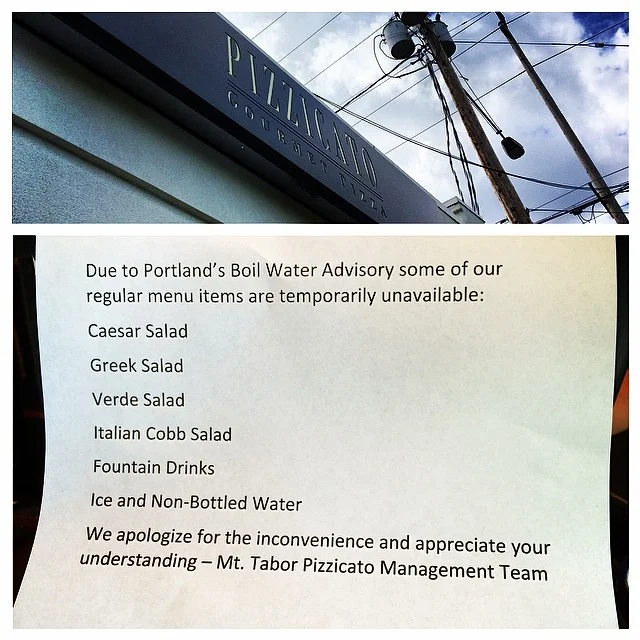 PIZZICATO
GOURMET PIZZA
Due to Portland's Boil Water Advisory some of our
regular menu items are temporarily unavailable:
Caesar Salad
Greek Salad
Verde Salad
Italian Cobb Salad
Fountain Drinks
Ice and Non-Bottled Water
We apologize for the inconvenience and appreciate your
understanding – Mt. Tabor Pizzicato Management Team